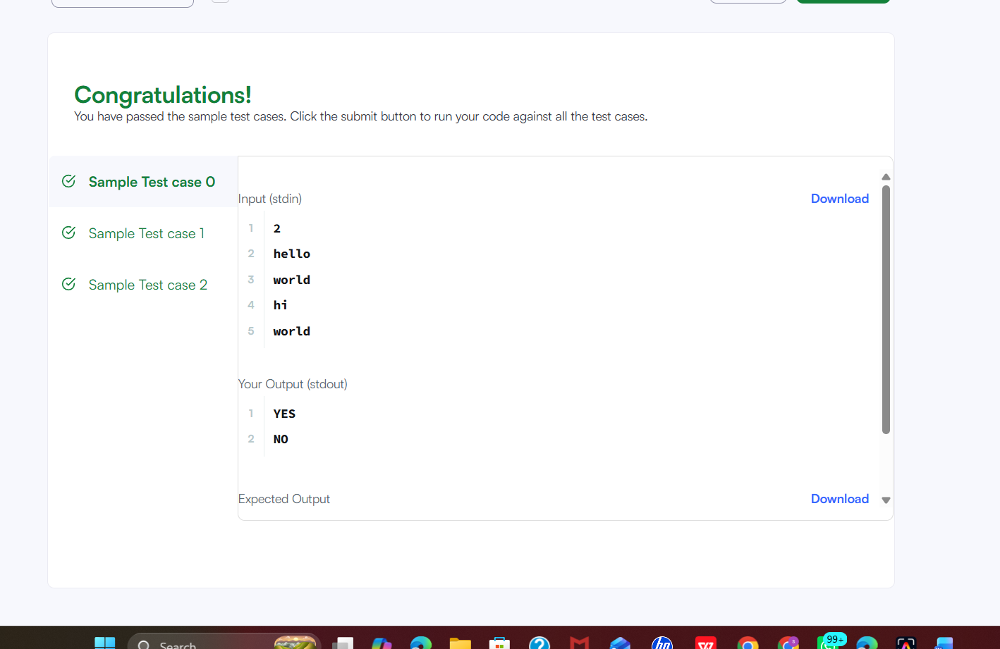 Congratulations!
You have passed the sample test cases. Click the submit button to run your code against all the test cases.
Sample Test case 0
Sample Test case 1
Sample Test case 2
Input (stdin)
Download
1 2
2 hello
3 world
4 hi
5 world
Your Output (stdout)
1 YES
2 NO
Expected Output
Download
Search
hp
99+